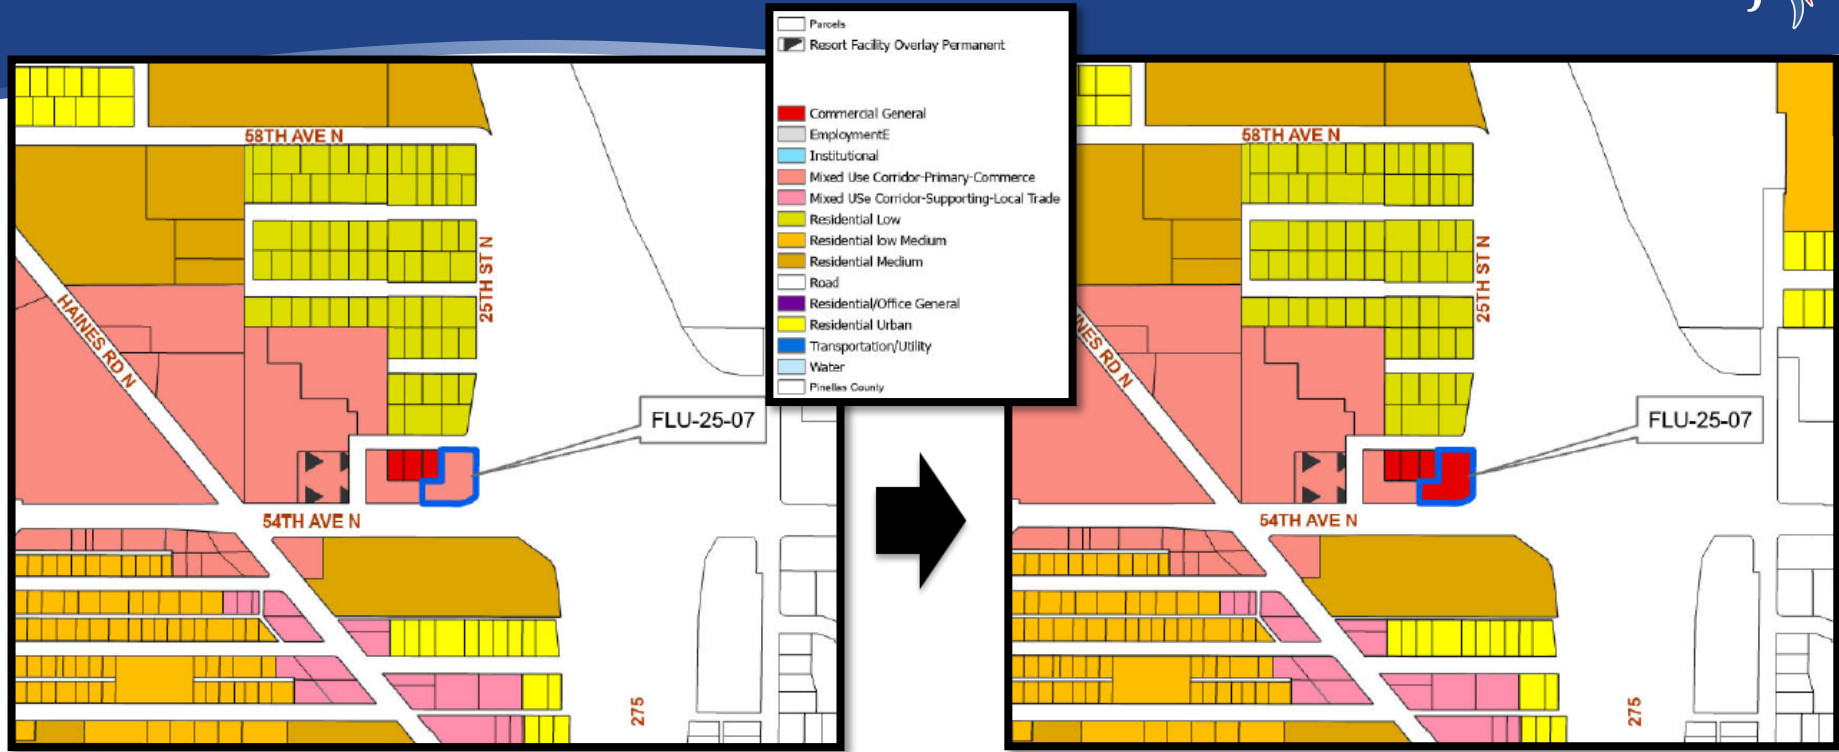 Parcels
Resort Facility Overlay Permanent
Commercial General
EmploymentE
Institutional
Mixed Use Corridor-Primary-Commerce
Mixed USe Corridor-Supporting-Local Trade
Residential Low
Residential low Medium
Residential Medium
Road
Residential/Office General
Residential Urban
Transportation/Utility
Water
Pinellas County
58TH AVE N
25TH ST N
HAINES RD N
FLU-25-07
54TH AVE N
275
58TH AVE N
25TH ST N
NES RD N
FLU-25-07
54TH AVE N
275